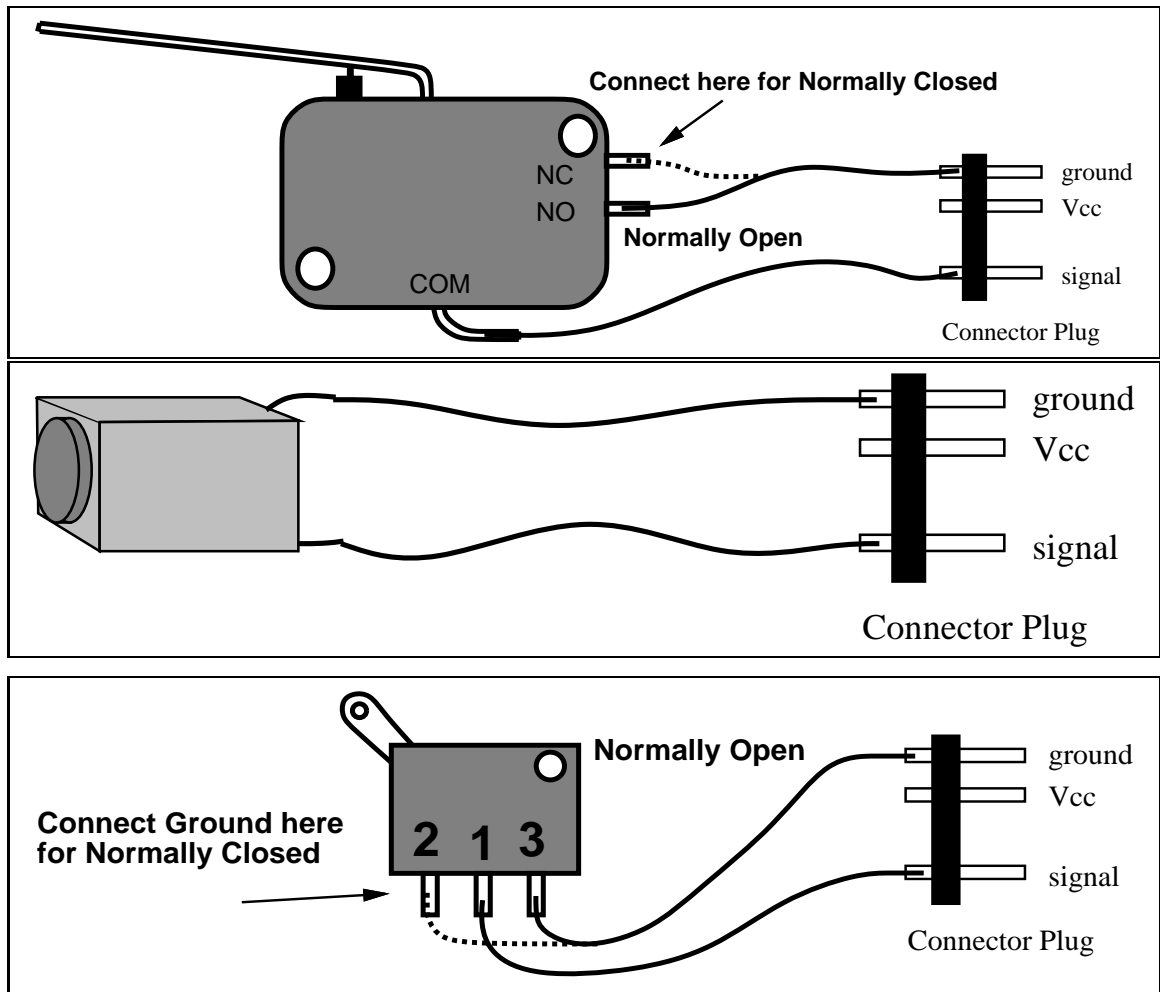 Connect here for Normally Closed
NC
NO
Normally Open
COM
ground
Vcc
signal
Connector Plug
ground
Vcc
signal
Connector Plug
Normally Open
Connect Ground here
for Normally Closed
2 1 3
ground
Vcc
signal
Connector Plug